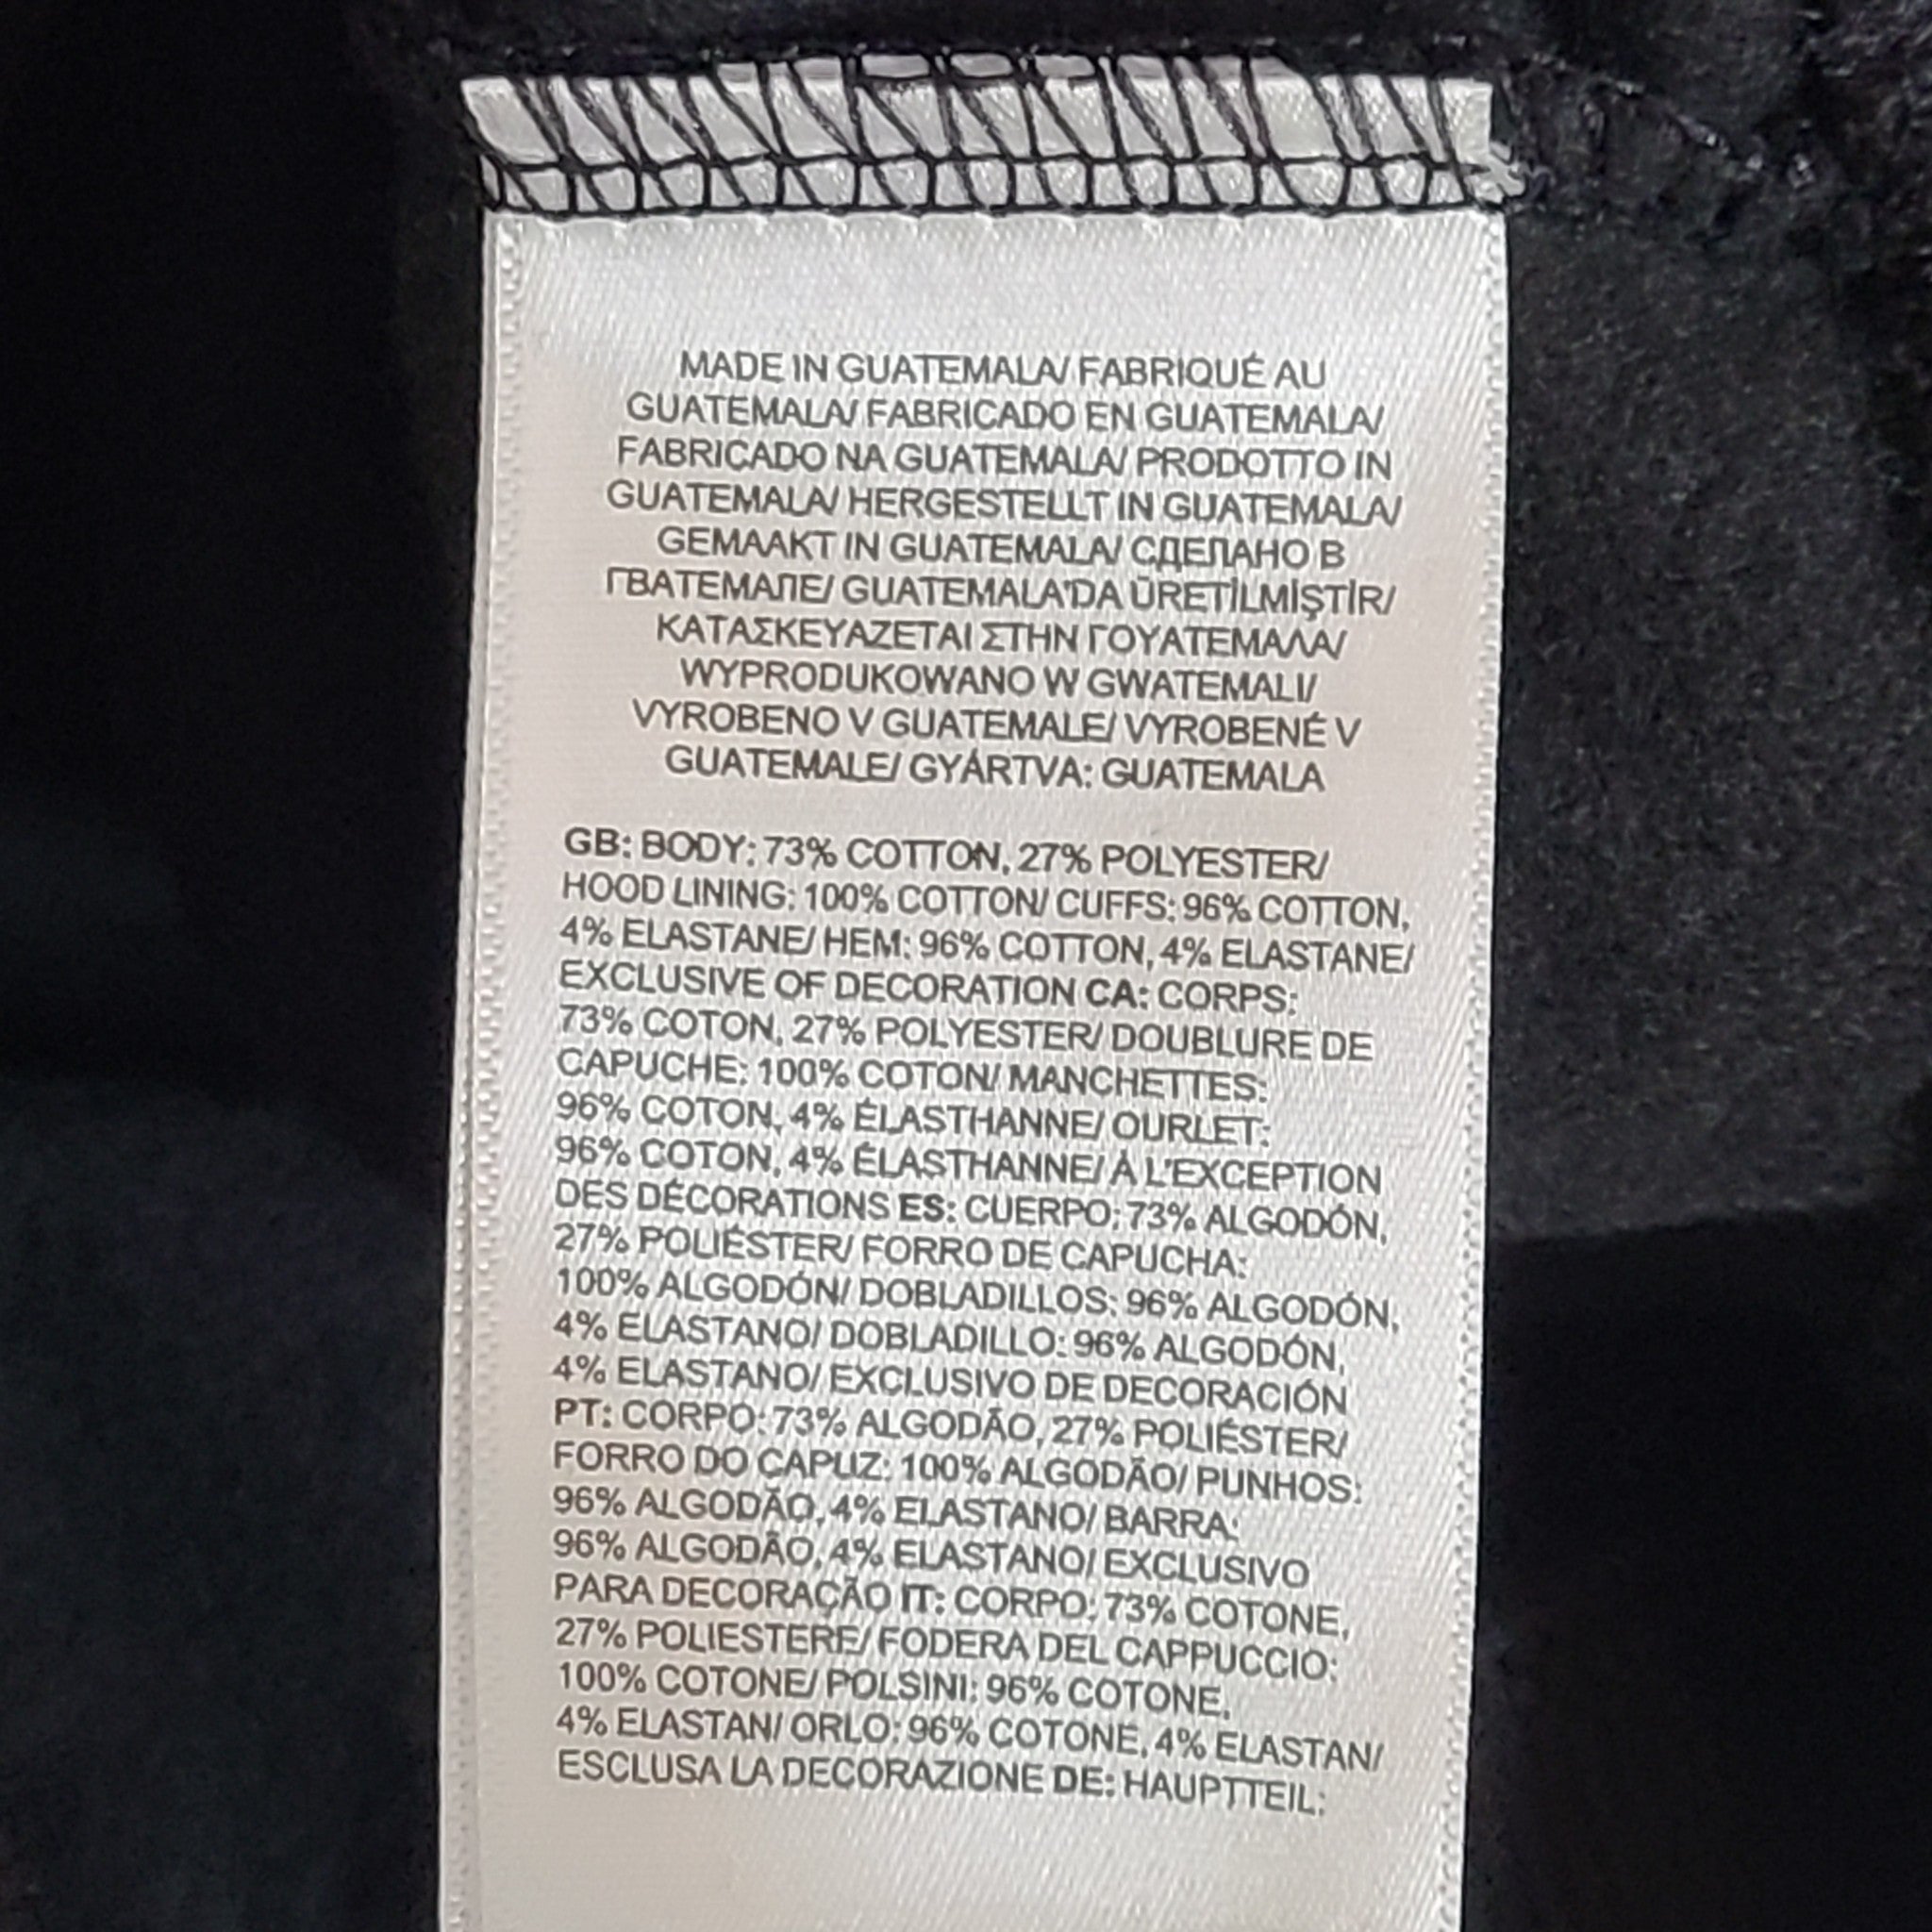 MADE IN GUATEMALA/ FABRIQUÉ AU
GUATEMALA/ FABRICADO EN GUATEMALA/
FABRICADO NA GUATEMALA/ PRODOTTO IN
GUATEMALA/ HERGESTELLT IN GUATEMALA/
GEMAAKT IN GUATEMALA/ СДЕЛАНО В
ГВАТЕМАЛЕ/ GUATEMALA'DA ÜRETİLMİŞTİR/
ΚΑΤΑΣΚΕΥΑΖΕΤΑΙ ΣΤΗΝ ΓΟΥΑΤΕΜΑΛΑ/
WYPRODUKOWANO W GWATEMALI/
VYROBENO V GUATEMALE/ VYROBENÉ V
GUATEMALE/ GYÁRTVA: GUATEMALA
GB: BODY: 73% COTTON, 27% POLYESTER/
HOOD LINING: 100% COTTON/ CUFFS: 96% COTTON,
4% ELASTANE/ HEM: 96% COTTON, 4% ELASTANE/
EXCLUSIVE OF DECORATION CA: CORPS:
73% COTON, 27% POLYESTER/ DOUBLURE DE
CAPUCHE: 100% COTON/ MANCHETTES:
96% COTON, 4% ÉLASTHANNE/ OURLET:
96% COTON, 4% ÉLASTHANNE/ À L'EXCEPTION
DES DÉCORATIONS ES: CUERPO: 73% ALGODÓN,
27% POLIÉSTER/ FORRO DE CAPUCHA:
100% ALGODÓN/ DOBLADILLOS: 96% ALGODÓN,
4% ELASTANO/ DOBLADILLO: 96% ALGODÓN,
4% ELASTANO/ EXCLUSIVO DE DECORACIÓN
PT: CORPO: 73% ALGODÃO, 27% POLIÉSTER/
FORRO DO CAPUZ: 100% ALGODÃO/ PUNHOS:
96% ALGODÃO, 4% ELASTANO/ BARRA:
96% ALGODÃO, 4% ELASTANO/ EXCLUSIVO
PARA DECORAÇÃO IT: CORPO: 73% COTONE,
27% POLIESTERE/ FODERA DEL CAPPUCCIO:
100% COTONE/ POLSINI: 96% COTONE,
4% ELASTAN/ ORLO: 96% COTONE, 4% ELASTAN/
ESCLUSA LA DECORAZIONE DE: HAUPTTEIL: